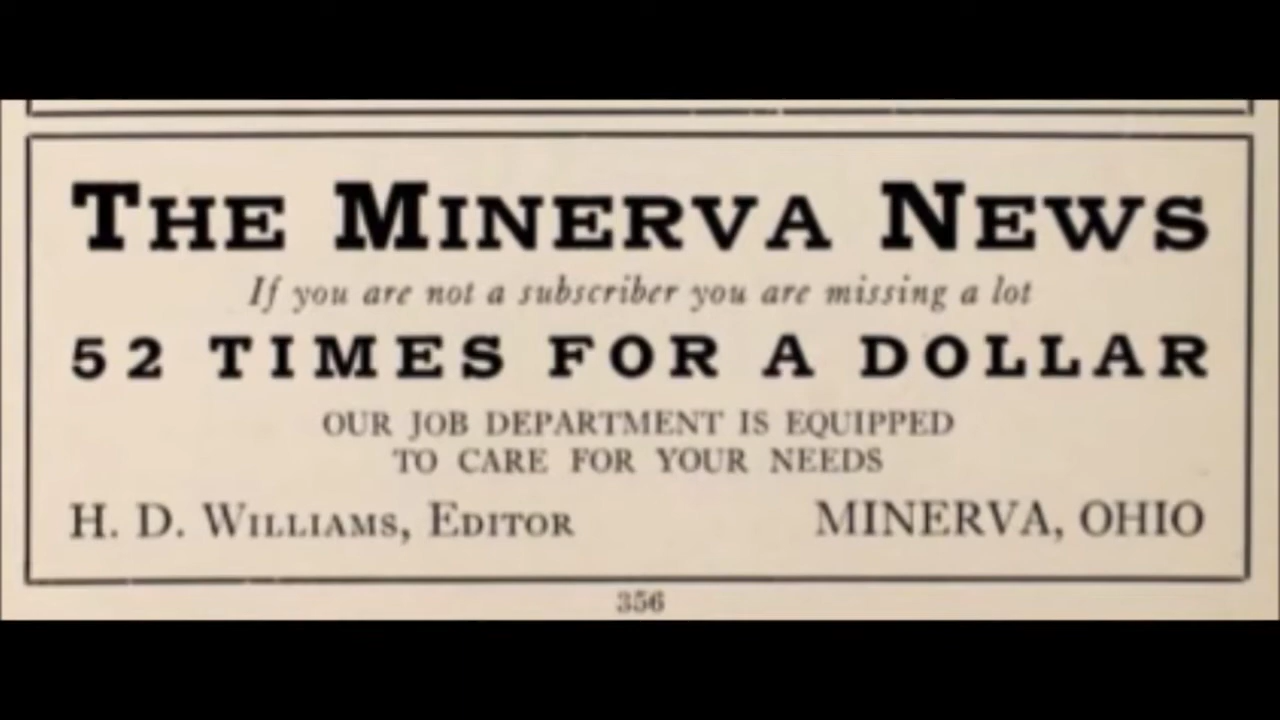 THE MINERVA NEWS
If you are not a subscriber you are missing a lot
52 TIMES FOR A DOLLAR
OUR JOB DEPARTMENT IS EQUIPPED
TO CARE FOR YOUR NEEDS
H. D. WILLIAMS, EDITOR MINERVA, OHIO
356